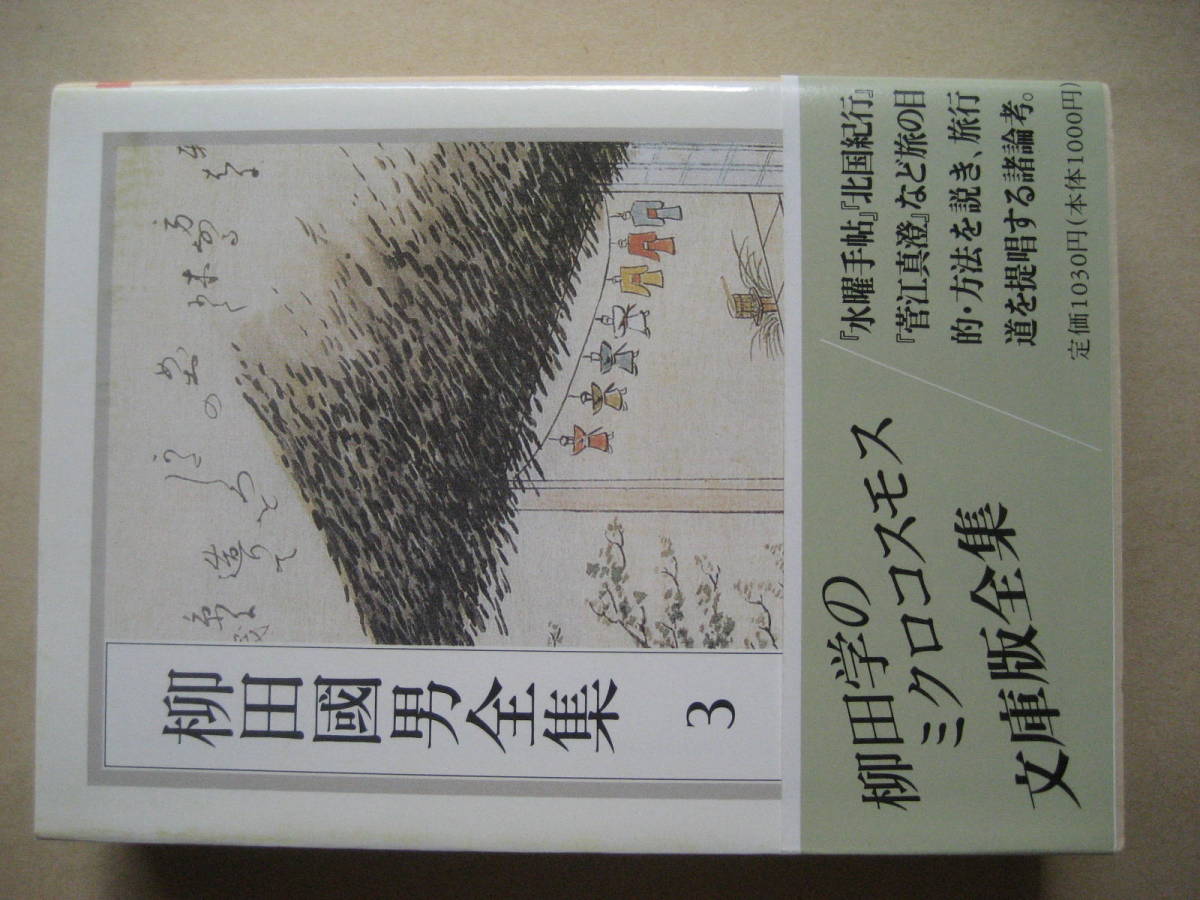 柳田國男全集
3
柳田学の
ミクロコスモス
文庫版全集
『水曜手帖』『北国紀行』
『菅江真澄』など旅の目
的・方法を説き、旅行
道を提唱する諸論考。
定価1030円(本体1000円)